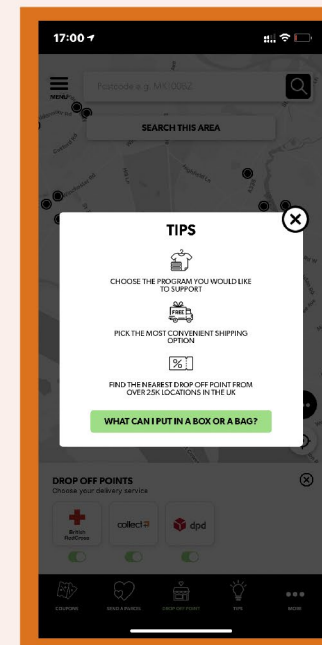 17:00
MENU
Postcode e.g. MK10 0BZ
SEARCH THIS AREA
TIPS
CHOOSE THE PROGRAM YOU WOULD LIKE
TO SUPPORT
FREE
PICK THE MOST CONVENIENT SHIPPING
OPTION
%
FIND THE NEAREST DROP OFF POINT FROM
OVER 25K LOCATIONS IN THE UK
WHAT CAN I PUT IN A BOX OR A BAG?
DROP OFF POINTS
Choose your delivery service
British
RedCross
collect+
dpd
COUPONS
SEND A PARCEL
DROP OFF POINT
TIPS
MORE